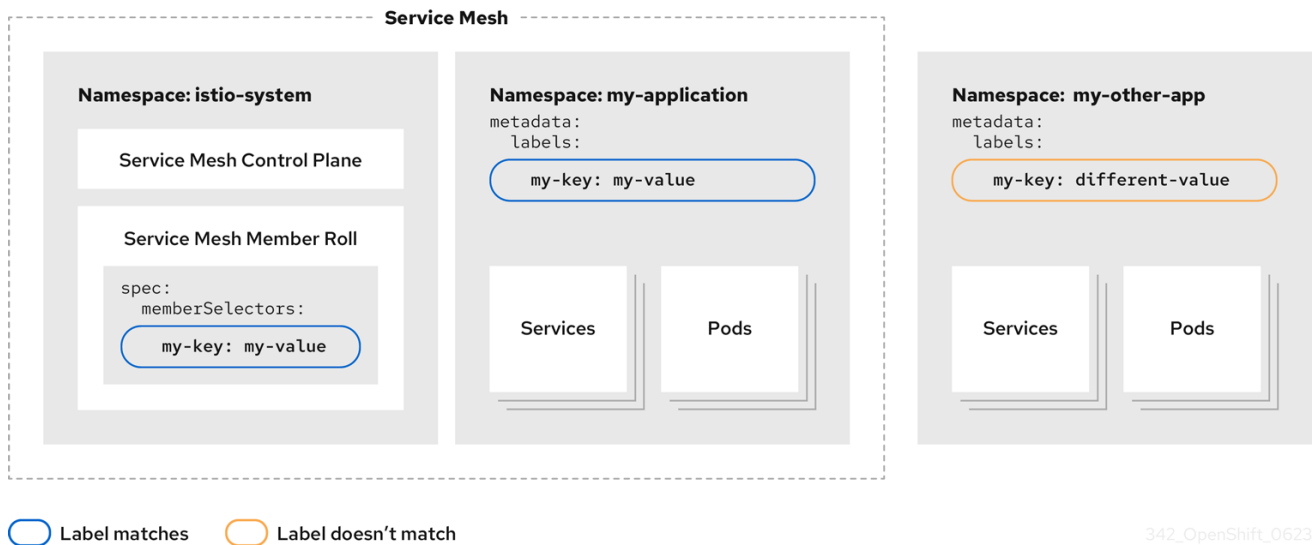 Service Mesh
Namespace: istio-system
Service Mesh Control Plane
Service Mesh Member Roll
spec:
memberSelectors:
my-key: my-value
Namespace: my-application
metadata:
labels:
my-key: my-value
Services
Pods
Namespace: my-other-app
metadata:
labels:
my-key: different-value
Services
Pods
Label matches
Label doesn’t match
342_OpenShift_0623